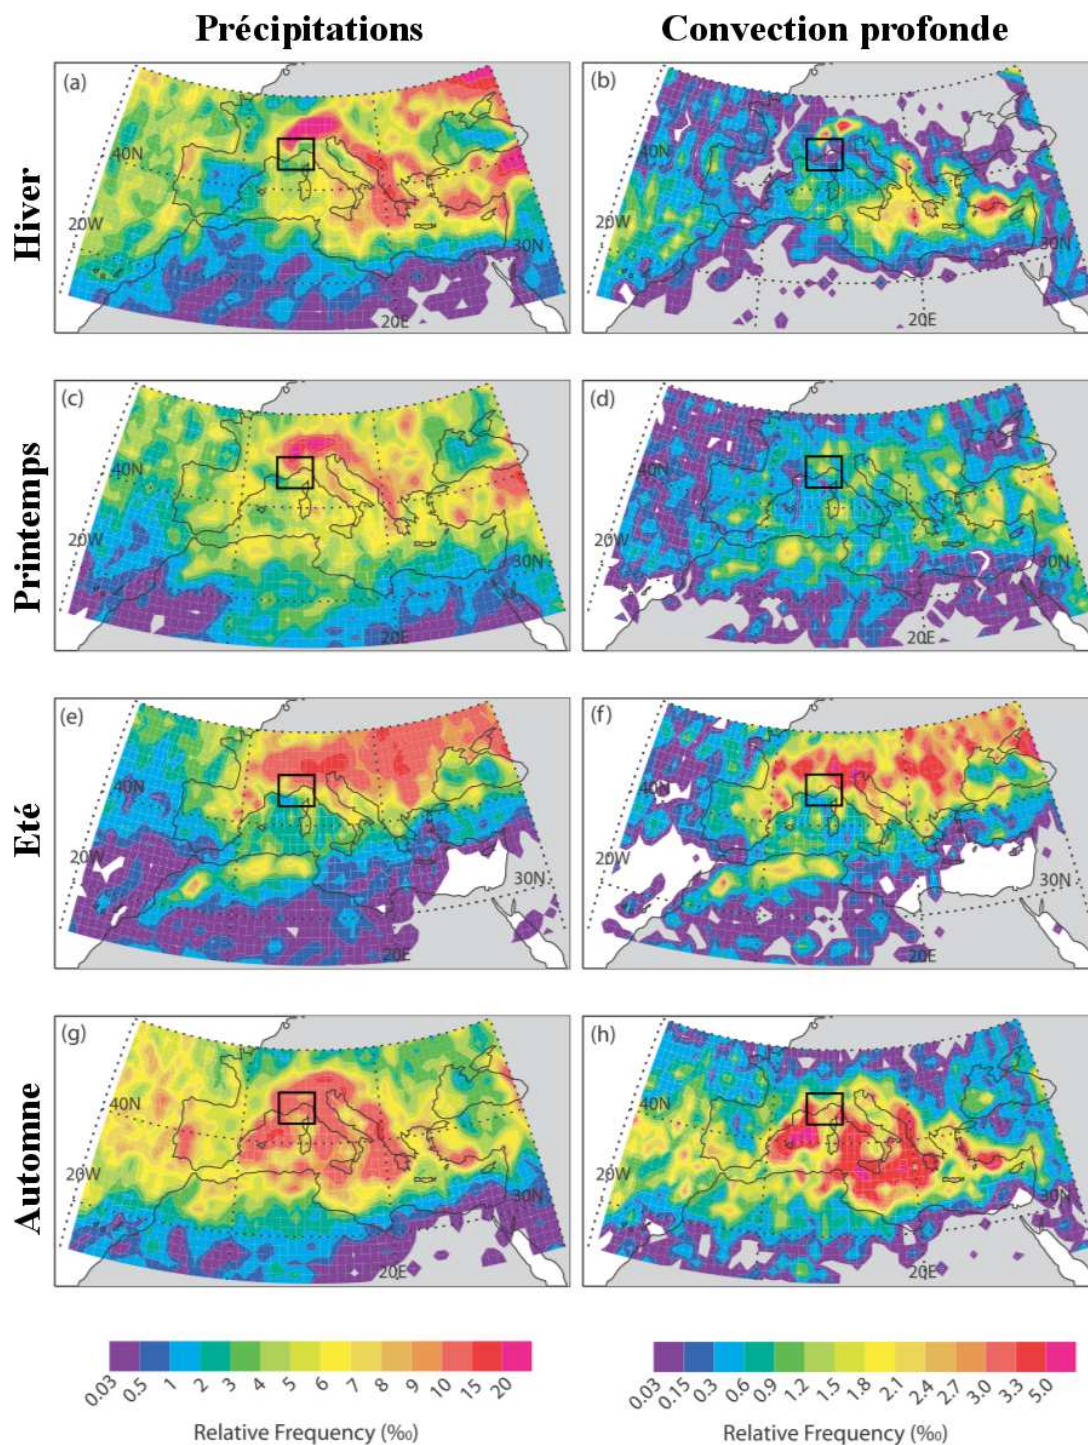 Précipitations Convection profonde
Hiver
(a) 40N 20W 30N 20E
(b) 40N 20W 30N 20E
Printemps
(c) 40N 20W 30N 20E
(d) 40N 20W 30N 20E
Eté
(e) 40N 20W 30N 20E
(f) 40N 20W 30N 20E
Automne
(g) 40N 20W 30N 20E
(h) 40N 20W 30N 20E
0.03 0.5 1 2 3 4 5 6 7 8 9 10 15 20
Relative Frequency (‰)
0.03 0.15 0.3 0.6 0.9 1.2 1.5 1.8 2.1 2.4 2.7 3.0 3.3 5.0
Relative Frequency (‰)